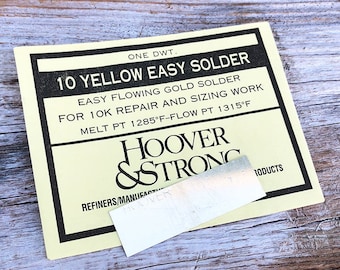 ONE DWT.
10 YELLOW EASY SOLDER
EASY FLOWING GOLD SOLDER
FOR 10K REPAIR AND SIZING WORK
MELT PT 1285°F-FLOW PT 1315°F
HOOVER
& STRONG
REFINERS/MANUFACT PRODUCTS